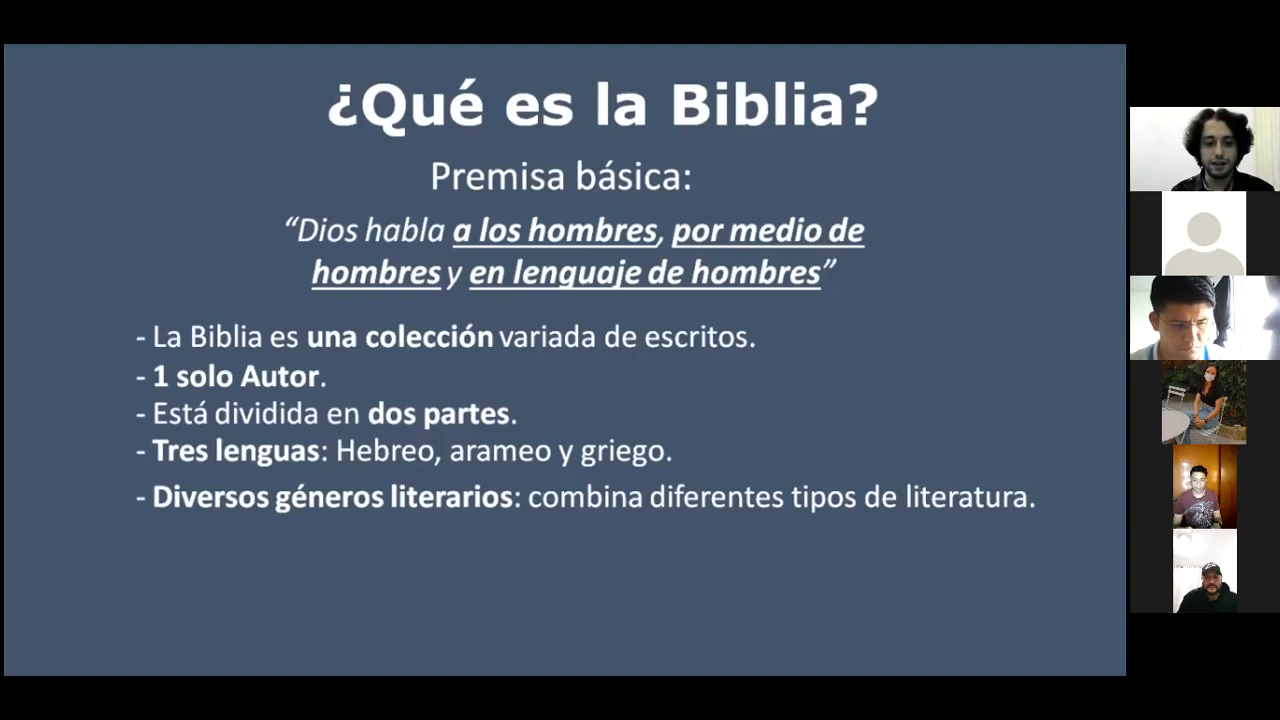 ¿Qué es la Biblia?
Premisa básica:
“Dios habla a los hombres, por medio de
hombres y en lenguaje de hombres”
- La Biblia es una colección variada de escritos.
- 1 solo Autor.
- Está dividida en dos partes.
- Tres lenguas: Hebreo, arameo y griego.
- Diversos géneros literarios: combina diferentes tipos de literatura.